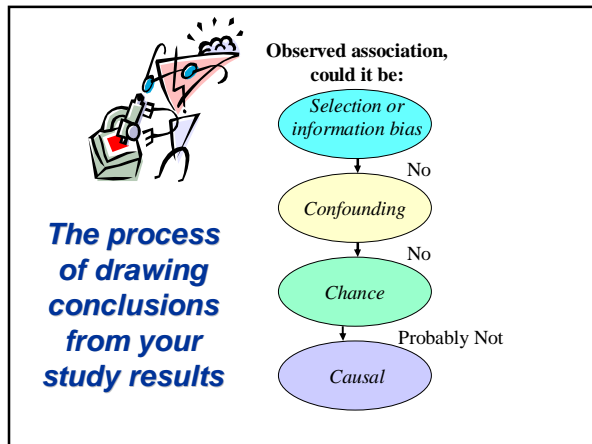 Observed association,
could it be:
Selection or
information bias
No
Confounding
No
Chance
Probably Not
Causal
The process
of drawing
conclusions
from your
study results